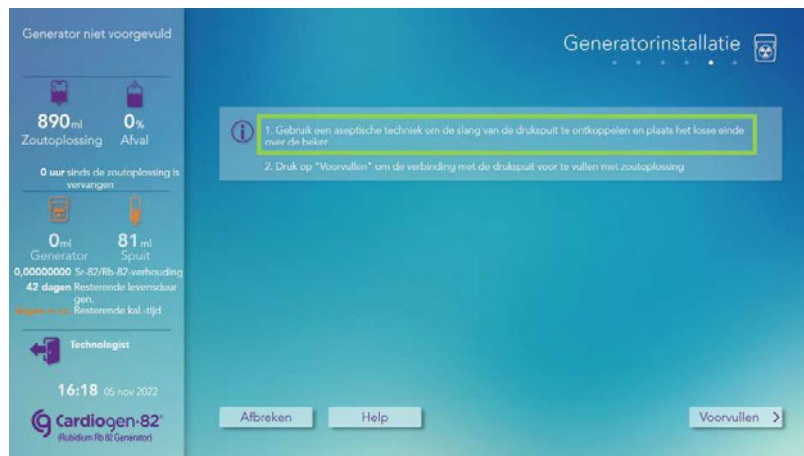 Generator niet voorgevuld
Generatorinstallatie
890 ml
0%
Zoutoplossing
Afval
0 uur sinds de zoutoplossing is
vervangen
0 ml
81 ml
Generator
Spuit
0,00000000 Sr-82/Rb-82-verhouding
42 dagen Resterende levensduur
gen.
Resterende kal.-tijd
Technologist
16:18 05 nov 2022
Cardiogen-82®
(Rubidium Rb 82 Generator)
1. Gebruik een aseptische techniek om de slang van de drukspuit te ontkoppelen en plaats het losse einde
over de beker
2. Druk op "Voorvullen" om de verbinding met de drukspuit voor te vullen met zoutoplossing
Afbreken
Help
Voorvullen >